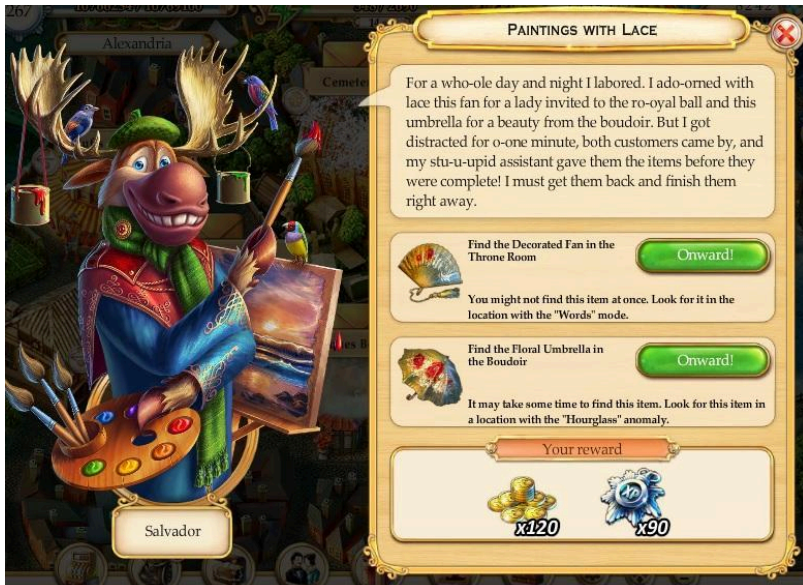 267
Alexandria
PAINTINGS WITH LACE
For a who-ole day and night I labored. I ado-orned with
lace this fan for a lady invited to the ro-oyal ball and this
umbrella for a beauty from the boudoir. But I got
distracted for o-one minute, both customers came by, and
my stu-u-upid assistant gave them the items before they
were complete! I must get them back and finish them
right away.
Find the Decorated Fan in the
Throne Room
Onward!
You might not find this item at once. Look for it in the
location with the "Words" mode.
Find the Floral Umbrella in
the Boudoir
Onward!
It may take some time to find this item. Look for this item in
a location with the "Hourglass" anomaly.
Your reward
x120
XP
x90
Salvador